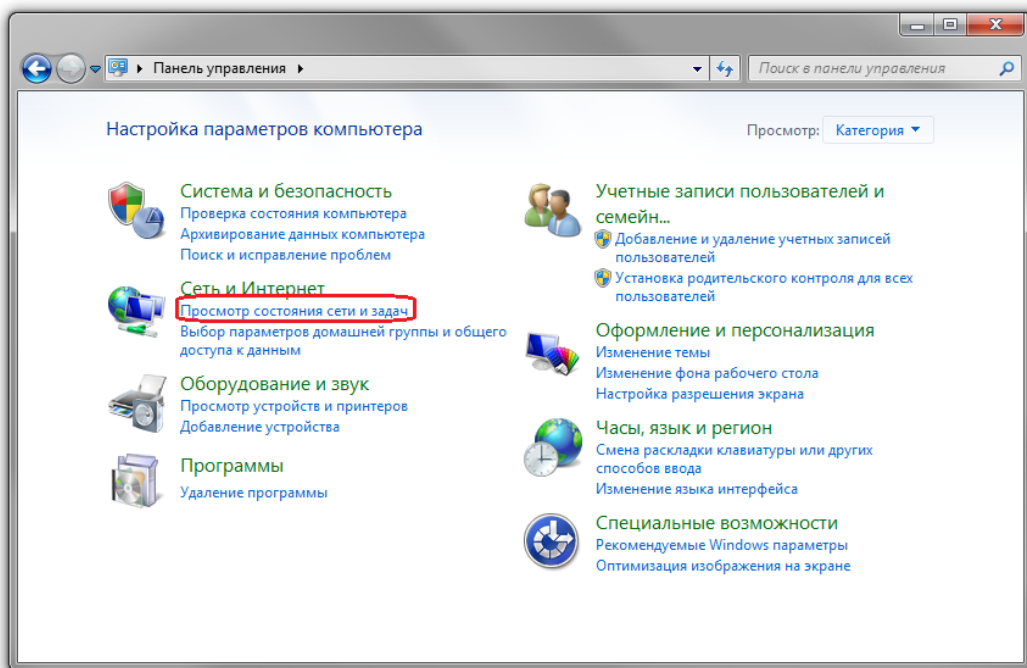 Панель управления
Поиск в панели управления
Настройка параметров компьютера
Просмотр: Категория
Система и безопасность
Проверка состояния компьютера
Архивирование данных компьютера
Поиск и исправление проблем
Сеть и Интернет
Просмотр состояния сети и задач
Выбор параметров домашней группы и общего
доступа к данным
Оборудование и звук
Просмотр устройств и принтеров
Добавление устройства
Программы
Удаление программы
Учетные записи пользователей и
семейн...
Добавление и удаление учетных записей
пользователей
Установка родительского контроля для всех
пользователей
Оформление и персонализация
Изменение темы
Изменение фона рабочего стола
Настройка разрешения экрана
Часы, язык и регион
Смена раскладки клавиатуры или других
способов ввода
Изменение языка интерфейса
Специальные возможности
Рекомендуемые Windows параметры
Оптимизация изображения на экране